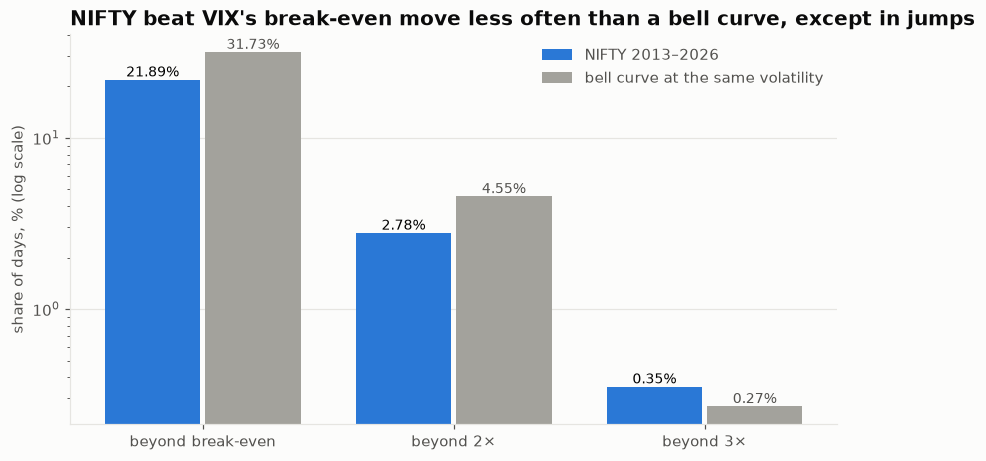 NIFTY beat VIX's break-even move less often than a bell curve, except in jumps
31.73%
21.89%
NIFTY 2013–2026
bell curve at the same volatility
share of days, % (log scale)
10¹
10⁰
4.55%
2.78%
0.35%
0.27%
beyond break-even
beyond 2×
beyond 3×